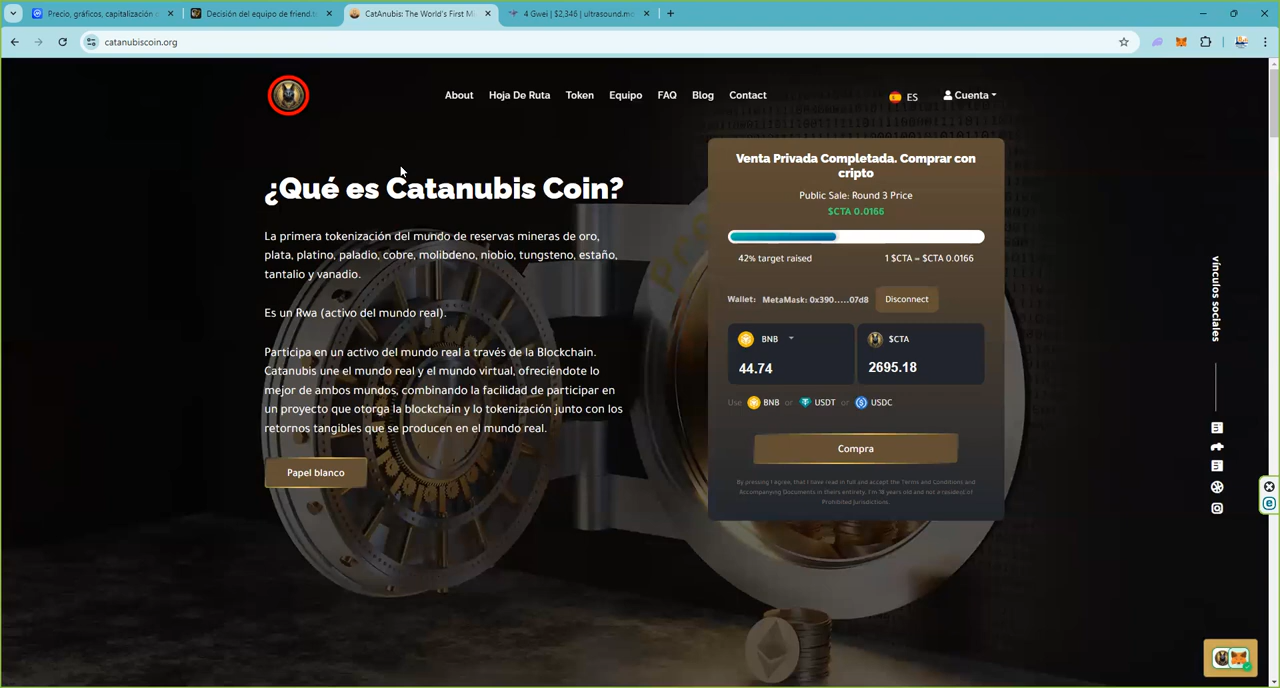 Precio, gráficos, capitalización d
Decisión del equipo de friend.t
CatAnubis: The World's First M
4 Gwei | $2,346 | ultrasound.mo
catanubiscoin.org
About
Hoja De Ruta
Token
Equipo
FAQ
Blog
Contact
ES
Cuenta
¿Qué es Catanubis Coin?
La primera tokenización del mundo de reservas mineras de oro,
plata, platino, paladio, cobre, molibdeno, niobio, tungsteno, estaño,
tantalio y vanadio.
Es un Rwa (activo del mundo real).
Participa en un activo del mundo real a través de la Blockchain.
Catanubis une el mundo real y el mundo virtual, ofreciéndote lo
mejor de ambos mundos, combinando la facilidad de participar en
un proyecto que otorga la blockchain y lo tokenización junto con los
retornos tangibles que se producen en el mundo real.
Papel blanco
Venta Privada Completada. Comprar con
cripto
Public Sale: Round 3 Price
$CTA 0.0166
42% target raised
1 $CTA = $CTA 0.0166
Wallet: MetaMask: 0x390.....07d8
Disconnect
BNB
44.74
$CTA
2695.18
Use BNB or USDT or USDC
Compra
By pressing I agree, that I have read in full and accept the Terms and Conditions and
Accompanying Documents in theirs entirety. I'm 18 years old and not a resident of
Prohibited Jurisdictions.
vínculos sociales